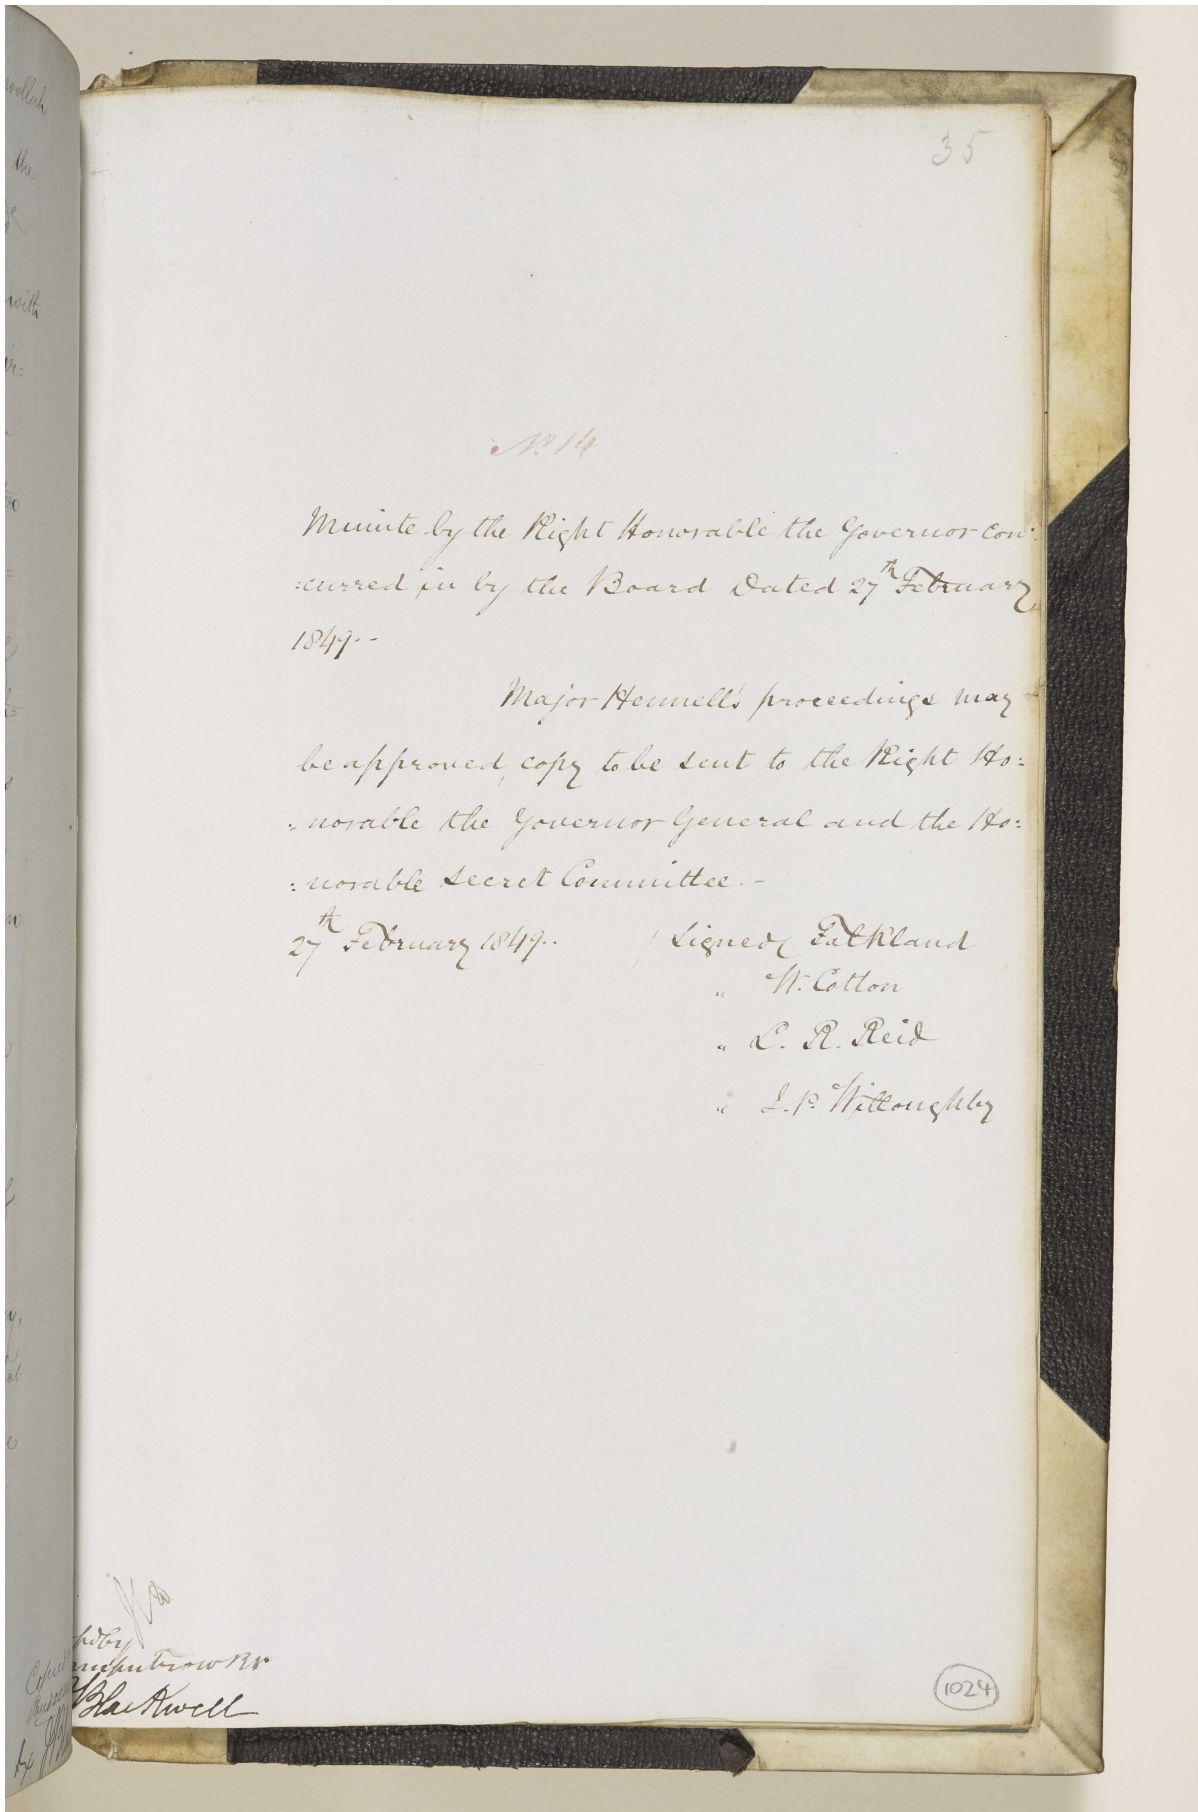 35
No. 14
Minute by the Right Honorable the Governor con:
:curred in by the Board Dated 27th February
1849.-
Major Hennell's proceedings may
be approved, copy to be sent to the Right Ho:
:norable the Governor General and the Ho:
:norable Secret Committee.-
27th February 1849..
/Signed/ Falkland
" W. Cotton
" L. R. Reid
" J. P. Willoughby
Blackwell
1024